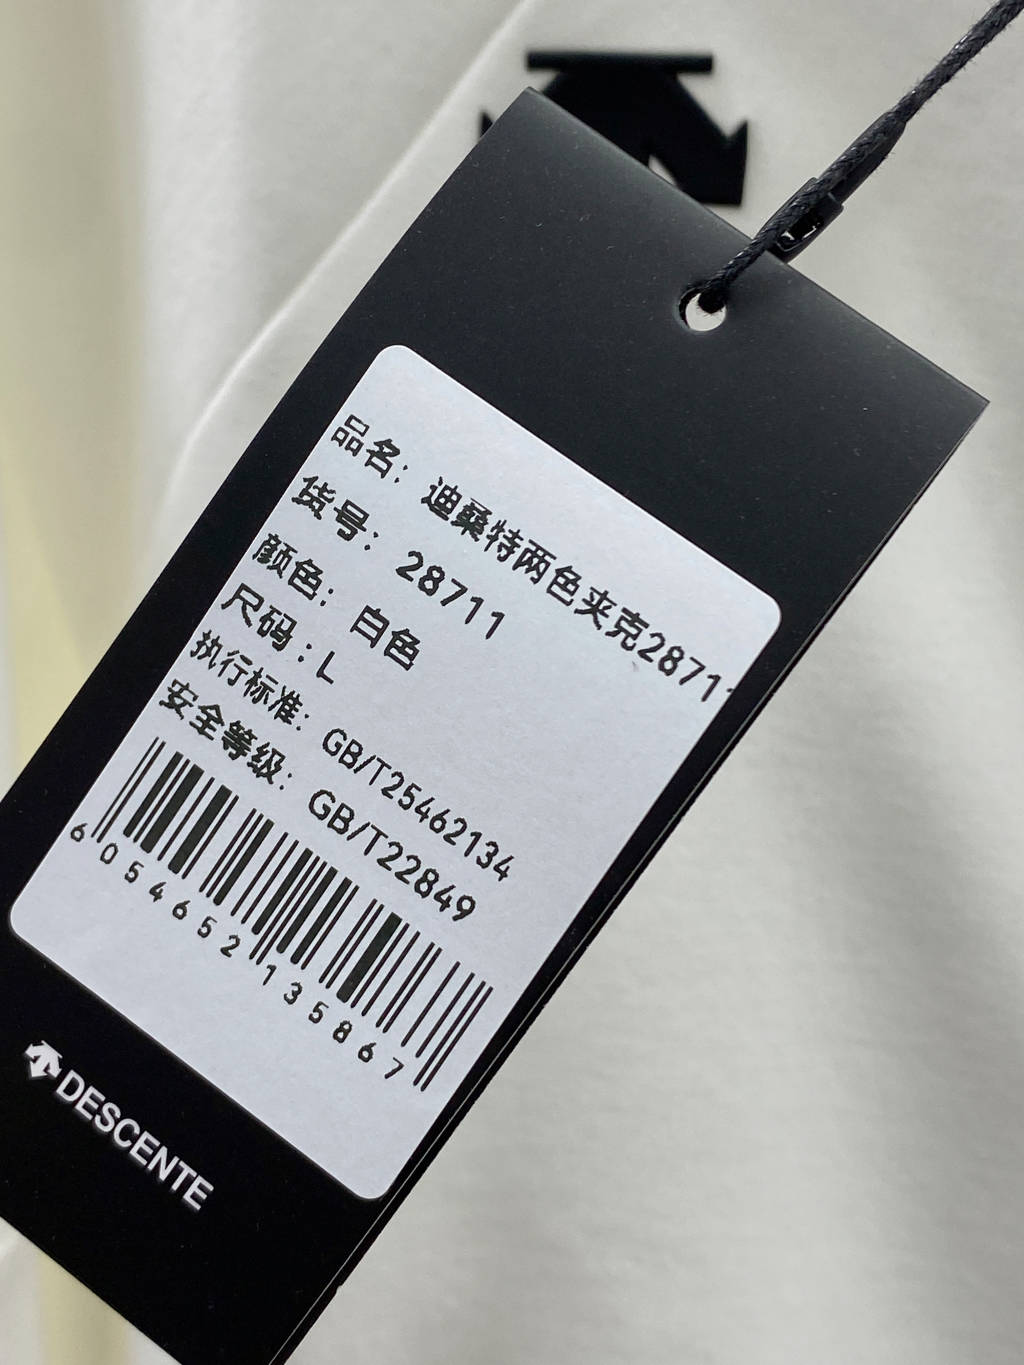 品名: 迪桑特两色夹克28711
货号: 28711
颜色: 白色
尺码: L
执行标准: GB/T25462134
安全等级: GB/T22849
6054652135867
DESCENTE